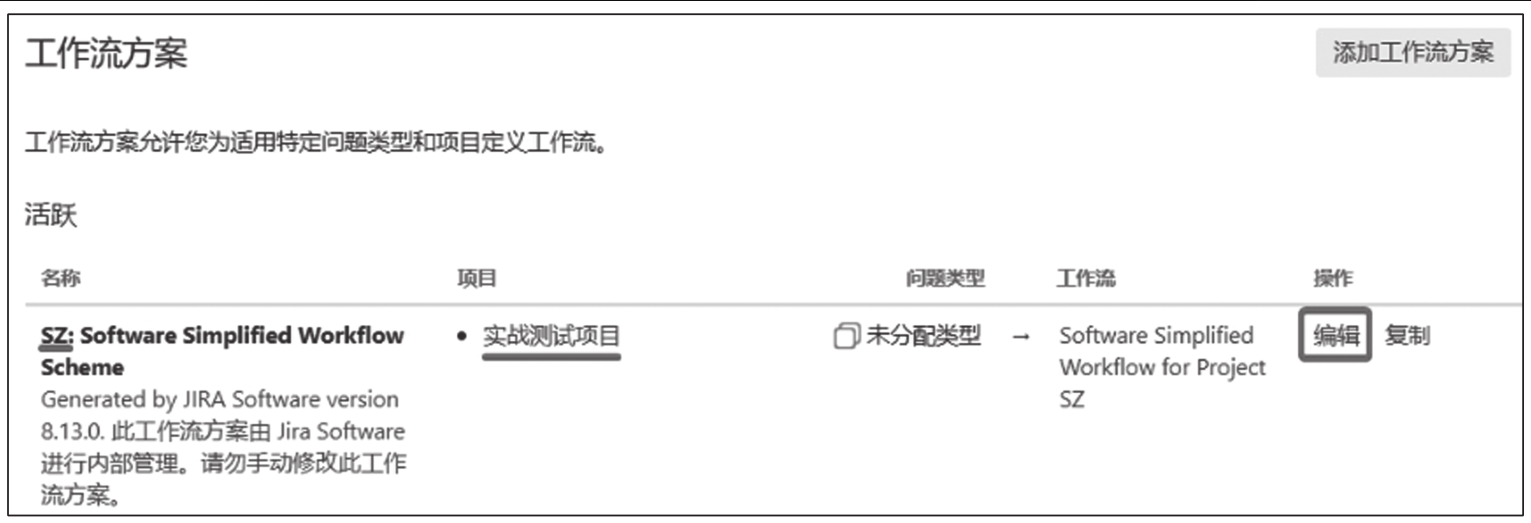 工作流方案
添加工作流方案
工作流方案允许您为适用特定问题类型和项目定义工作流。
活跃
名称 项目 问题类型 工作流 操作
SZ: Software Simplified Workflow • 实战测试项目 未分配类型 → Software Simplified 编辑 复制
Scheme Workflow for Project
Generated by JIRA Software version SZ
8.13.0. 此工作流方案由 Jira Software
进行内部管理。请勿手动修改此工作
流方案。